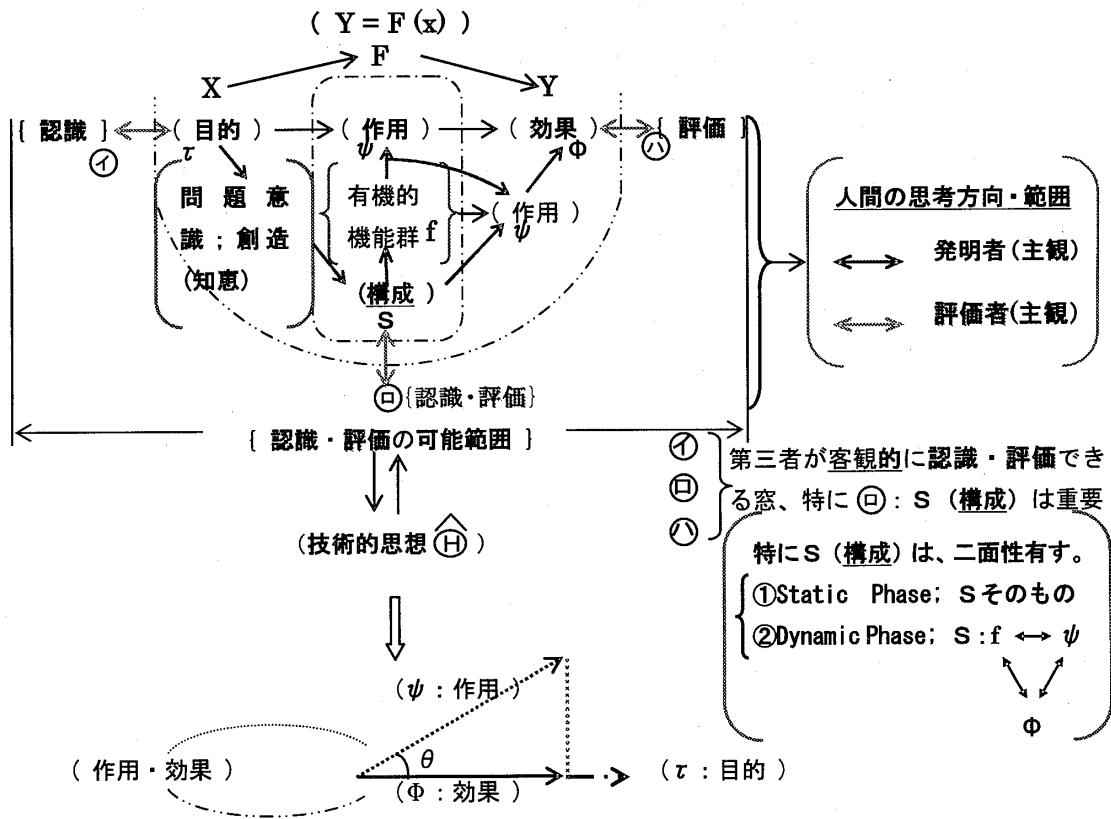 ( Y = F (x) )
X F Y
{ 認識 } ( 目的 ) ( 作用 ) ( 効果 ) { 評価 }
㋑ τ ψ Φ ㋩
問題意
識；創造
(知恵)
有機的
機能群 f
( 作用 )
ψ
(構成 )
S
㋺{認識・評価}
{ 認識・評価の可能範囲 }
人間の思考方向・範囲
発明者(主観)
評価者(主観)
㋑
㋺
㋩
第三者が客観的に認識・評価でき
る窓、特に ㋺ : S (構成) は重要
(技術的思想 Ⓗ )
特にS (構成) は、二面性有す。
①Static Phase; Sそのもの
②Dynamic Phase; S : f ↔ ψ
Φ
(ψ : 作用 )
( 作用・効果 )
θ
(Φ : 効果 )
(τ : 目的 )